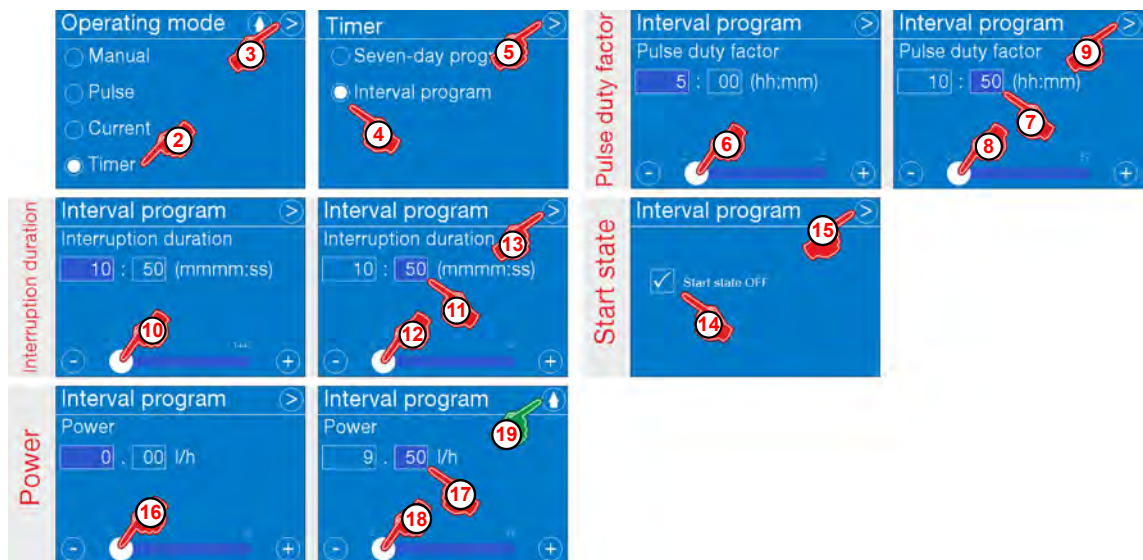 Operating mode
Manual
Pulse
Current
Timer
2
3
Timer
Seven-day prog
Interval program
4
5
Pulse duty factor
Interval program
Pulse duty factor
5 : 00 (hh:mm)
6
- +
Interval program
Pulse duty factor
10 : 50 (hh:mm)
7
8
9
- +
Interruption duration
Interval program
Interruption duration
10 : 50 (mmmm:ss)
10
- +
Interval program
Interruption duration
10 : 50 (mmmm:ss)
11
12
13
- +
Start state
Interval program
Start state OFF
14
15
Power
Interval program
Power
0 . 00 l/h
16
- +
Interval program
Power
9 . 50 l/h
17
18
19
- +